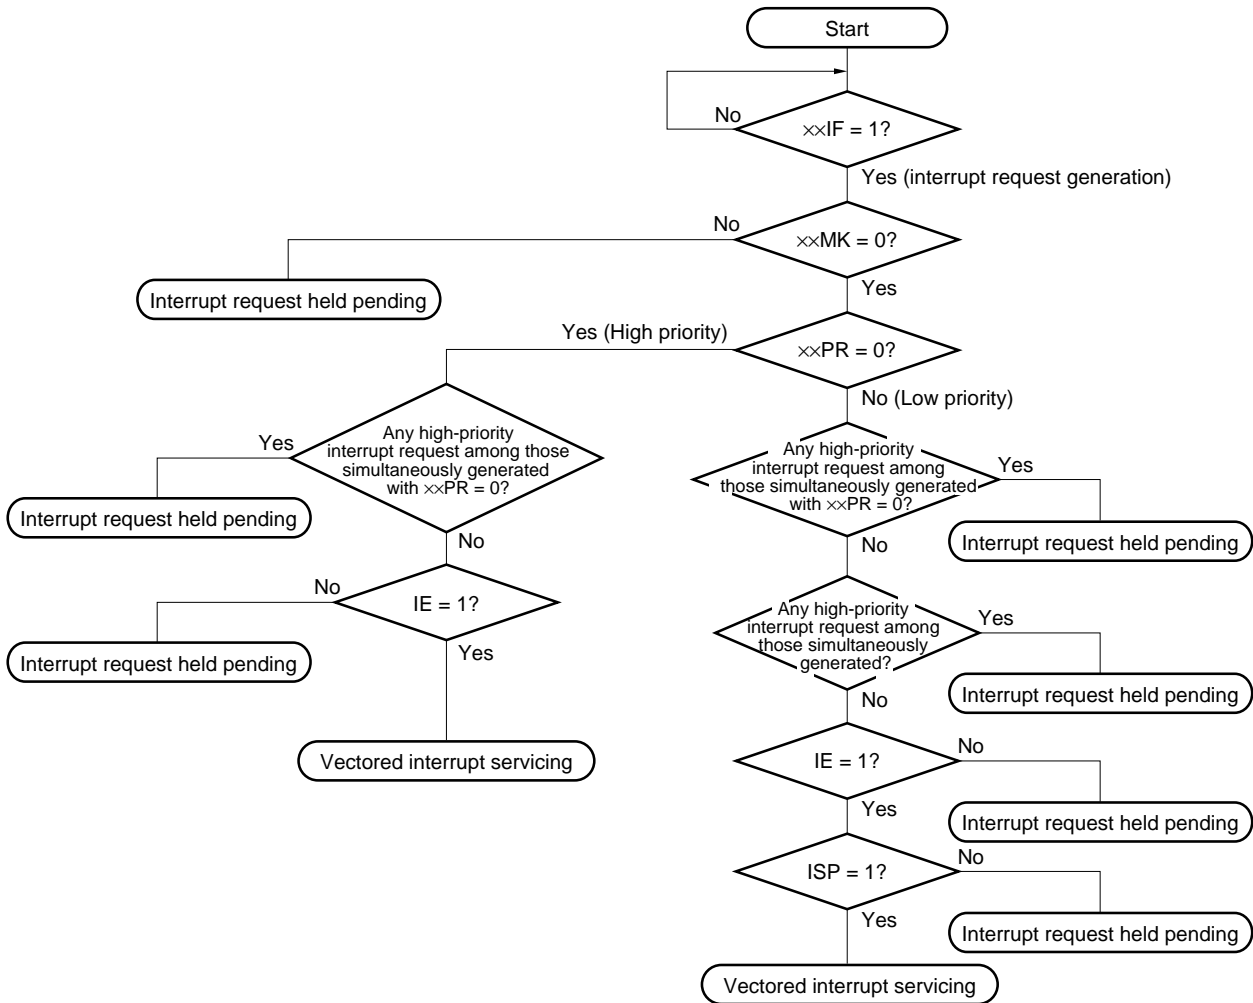 Start
No
××IF = 1?
Yes (interrupt request generation)
No
××MK = 0?
Interrupt request held pending
Yes
Yes (High priority)
××PR = 0?
No (Low priority)
Yes
Any high-priority
interrupt request among those
simultaneously generated
with ××PR = 0?
Any high-priority
interrupt request among
those simultaneously generated
with ××PR = 0?
Yes
Interrupt request held pending
No
Interrupt request held pending
No
No
IE = 1?
Any high-priority
interrupt request among
those simultaneously
generated?
Yes
Interrupt request held pending
Yes
Interrupt request held pending
No
Vectored interrupt servicing
IE = 1?
No
Yes
Interrupt request held pending
ISP = 1?
No
Yes
Interrupt request held pending
Vectored interrupt servicing